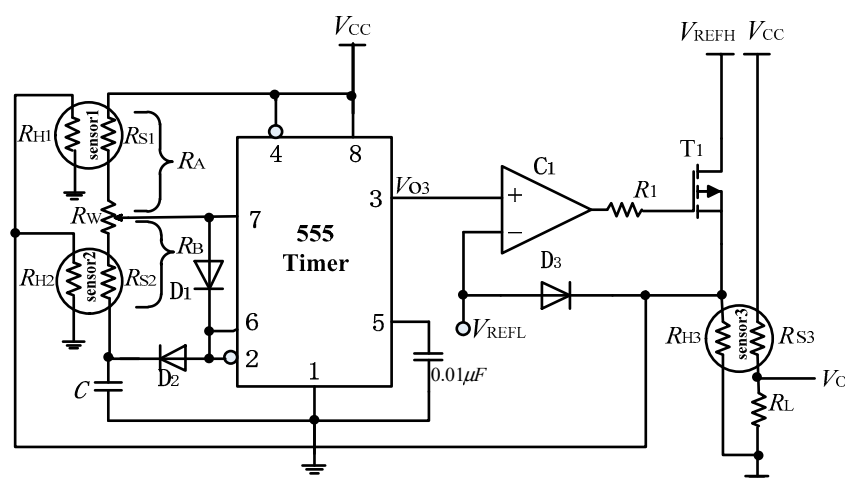 VCC
VREFH VCC
RH1 sensor1 RS1 RA
4 8
C1
T1
3 VO3
R1
RW
7
555
Timer
RB
RH2 sensor2 RS2
D1
D3
6
5
VREFL
RH3 sensor3 RS3
2
D2
1
0.01μF
C
VO
RL